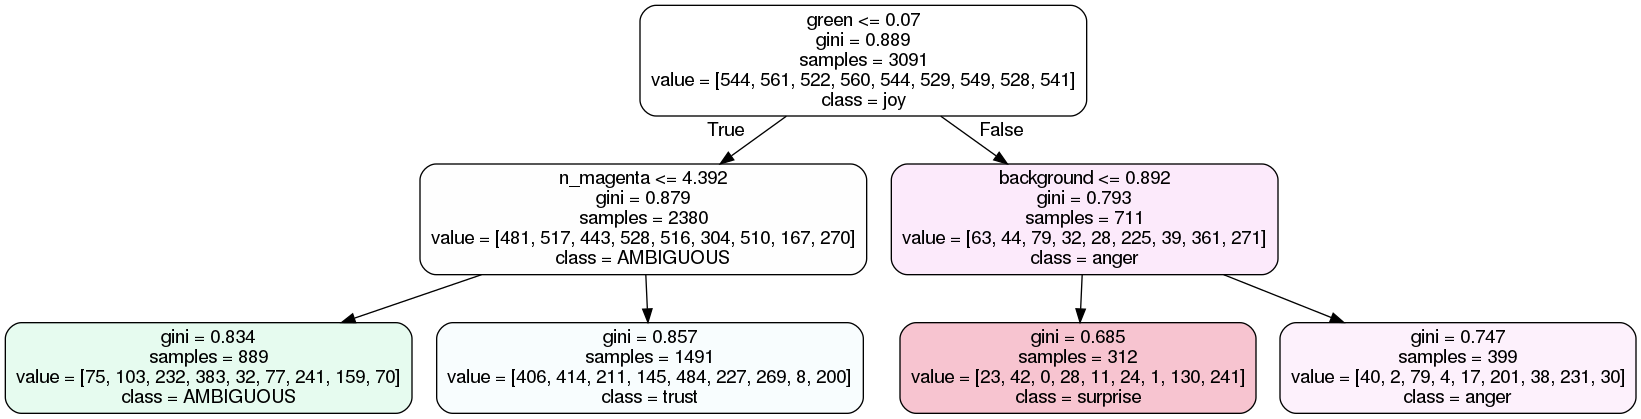 green <= 0.07
gini = 0.889
samples = 3091
value = [544, 561, 522, 560, 544, 529, 549, 528, 541]
class = joy
True
False
n_magenta <= 4.392
gini = 0.879
samples = 2380
value = [481, 517, 443, 528, 516, 304, 510, 167, 270]
class = AMBIGUOUS
background <= 0.892
gini = 0.793
samples = 711
value = [63, 44, 79, 32, 28, 225, 39, 361, 271]
class = anger
gini = 0.834
samples = 889
value = [75, 103, 232, 383, 32, 77, 241, 159, 70]
class = AMBIGUOUS
gini = 0.857
samples = 1491
value = [406, 414, 211, 145, 484, 227, 269, 8, 200]
class = trust
gini = 0.685
samples = 312
value = [23, 42, 0, 28, 11, 24, 1, 130, 241]
class = surprise
gini = 0.747
samples = 399
value = [40, 2, 79, 4, 17, 201, 38, 231, 30]
class = anger